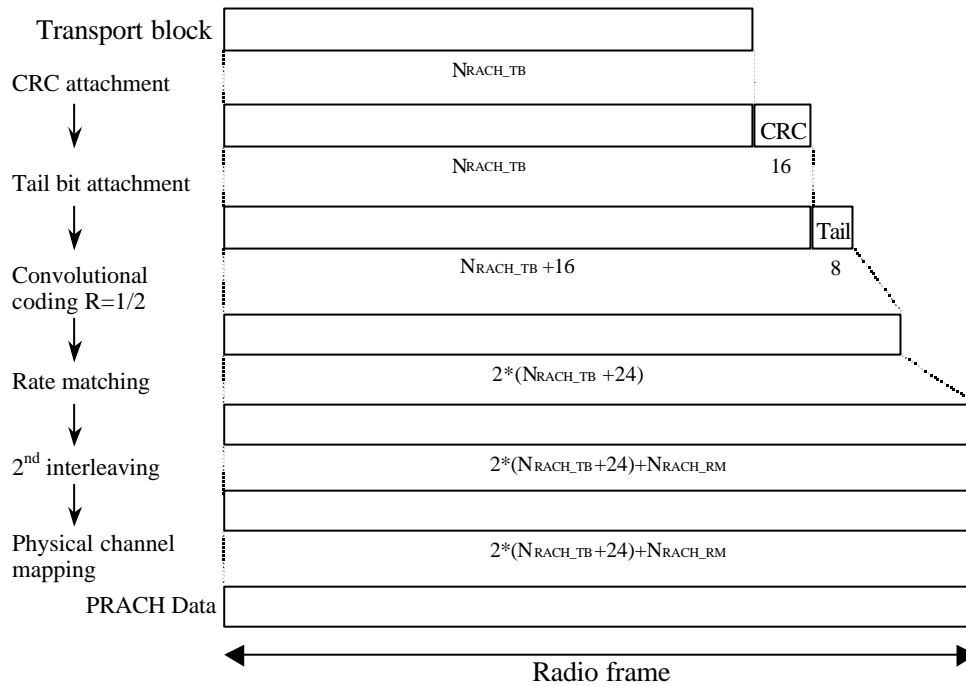 Transport block
NRACH_TB
CRC attachment
CRC
NRACH_TB
16
Tail bit attachment
Tail
NRACH_TB +16
8
Convolutional
coding R=1/2
2*(NRACH_TB +24)
Rate matching
2nd interleaving
2*(NRACH_TB+24)+NRACH_RM
Physical channel
mapping
2*(NRACH_TB+24)+NRACH_RM
PRACH Data
Radio frame